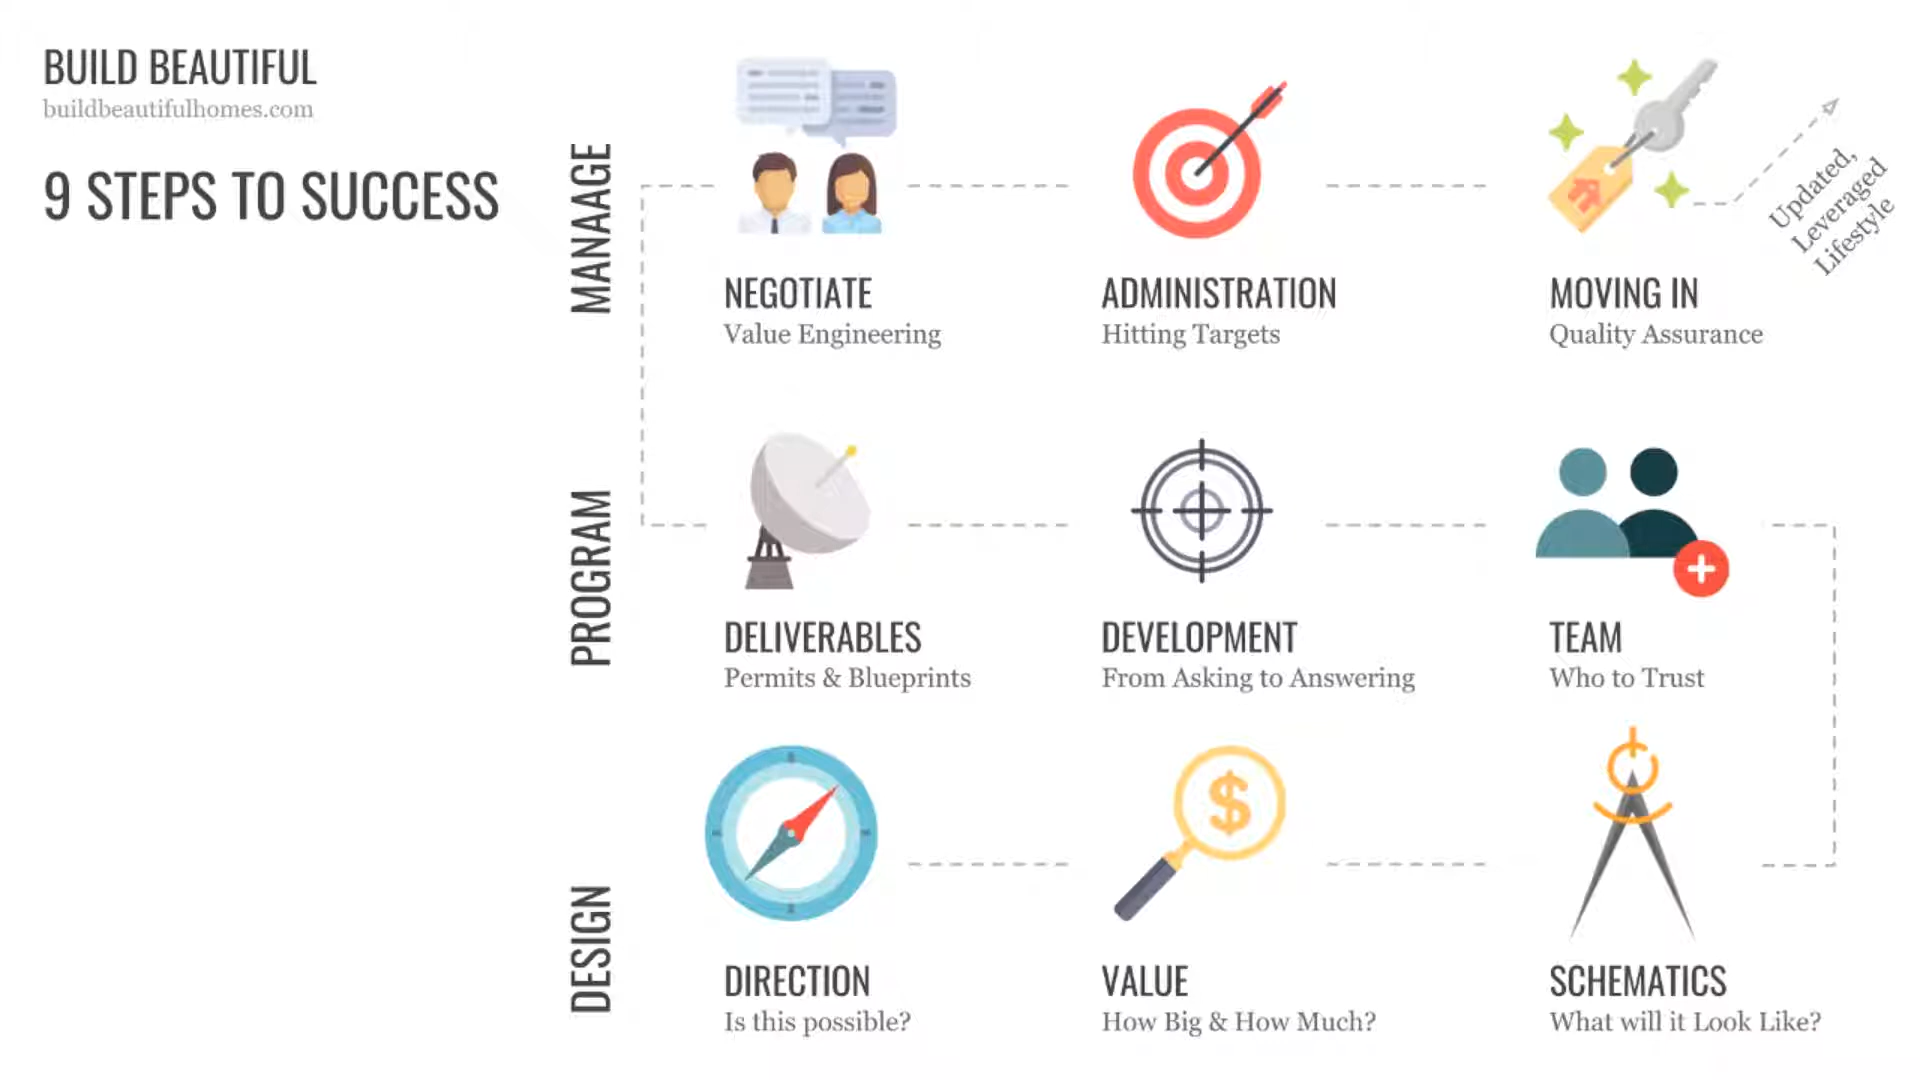 BUILD BEAUTIFUL
buildbeautifulhomes.com
9 STEPS TO SUCCESS
MANAGE
NEGOTIATE
Value Engineering
ADMINISTRATION
Hitting Targets
MOVING IN
Quality Assurance
Updated,
Leveraged
Lifestyle
PROGRAM
DELIVERABLES
Permits & Blueprints
DEVELOPMENT
From Asking to Answering
TEAM
Who to Trust
DESIGN
DIRECTION
Is this possible?
VALUE
How Big & How Much?
SCHEMATICS
What will it Look Like?